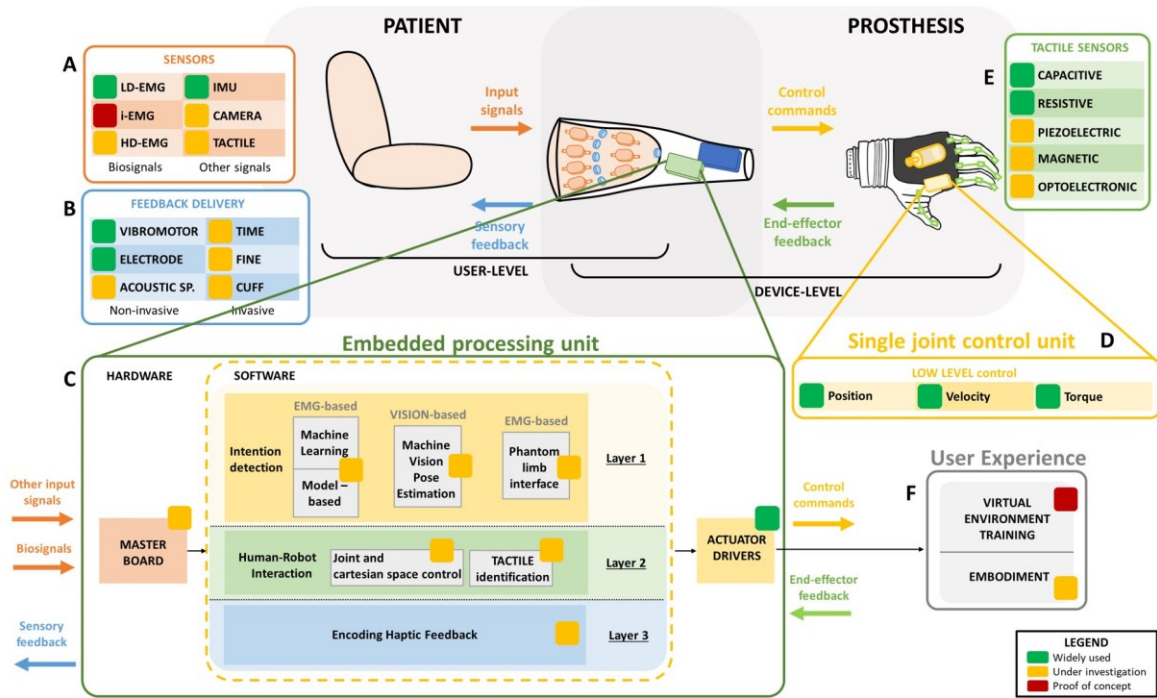 PATIENT
PROSTHESIS
A
SENSORS
LD-EMG
IMU
i-EMG
CAMERA
HD-EMG
TACTILE
Biosignals
Other signals
B
FEEDBACK DELIVERY
VIBROMOTOR
TIME
ELECTRODE
FINE
ACOUSTIC SP.
CUFF
Non-invasive
Invasive
Input
signals
Sensory
feedback
Control
commands
End-effector
feedback
USER-LEVEL
DEVICE-LEVEL
E
TACTILE SENSORS
CAPACITIVE
RESISTIVE
PIEZOELECTRIC
MAGNETIC
OPTOELECTRONIC
Single joint control unit
D
LOW LEVEL control
Position
Velocity
Torque
Embedded processing unit
C
HARDWARE
SOFTWARE
Other input
signals
Biosignals
Sensory
feedback
MASTER
BOARD
Intention
detection
EMG-based
Machine
Learning
Model –
based
VISION-based
Machine
Vision
Pose
Estimation
EMG-based
Phantom
limb
interface
Layer 1
Human-Robot
Interaction
Joint and
cartesian space control
TACTILE
identification
Layer 2
Encoding Haptic Feedback
Layer 3
ACTUATOR
DRIVERS
Control
commands
End-effector
feedback
User Experience
F
VIRTUAL
ENVIRONMENT
TRAINING
EMBODIMENT
LEGEND
Widely used
Under investigation
Proof of concept